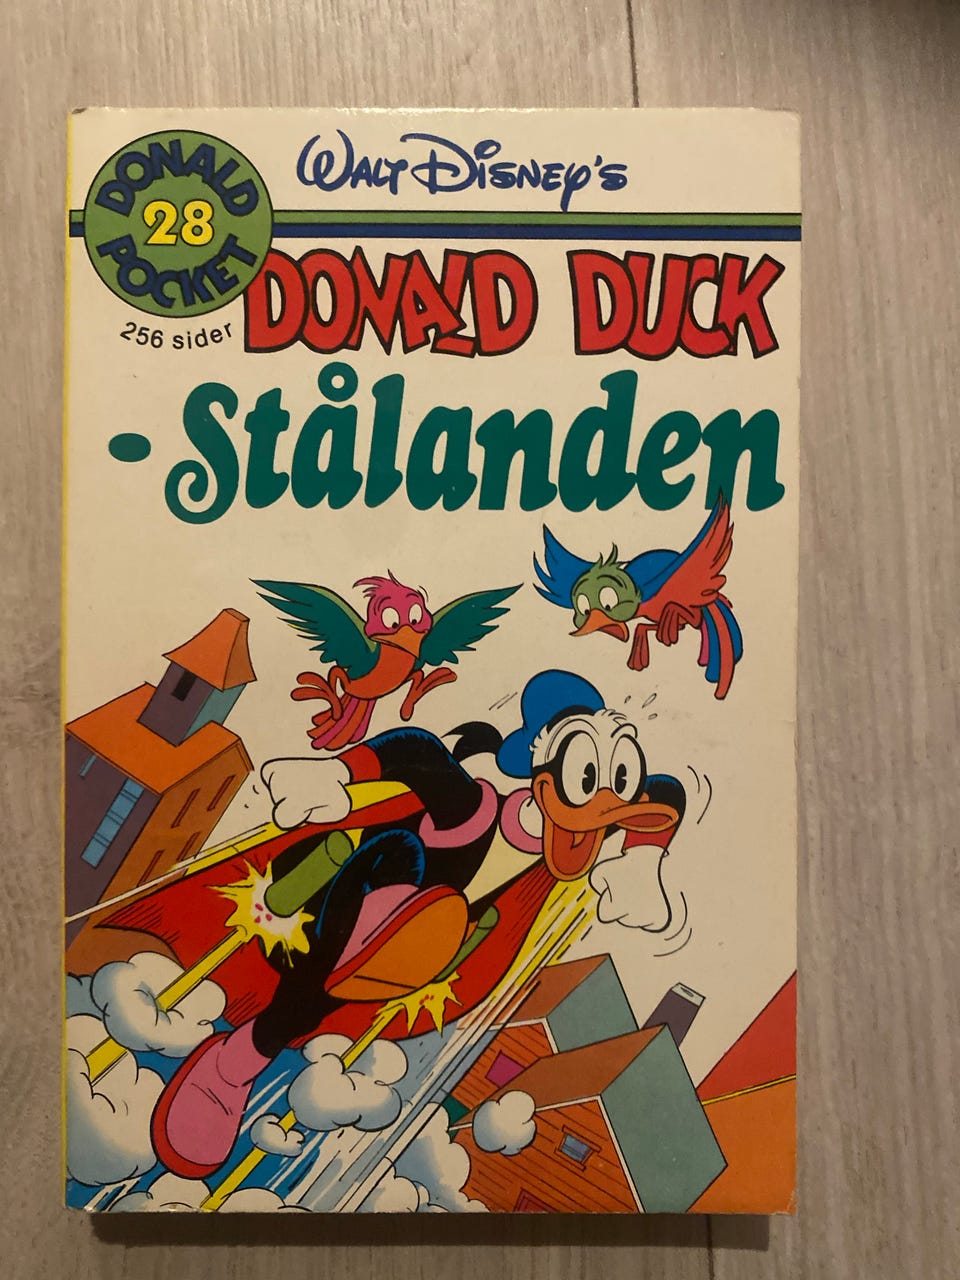 WALT DISNEY'S
DONALD
28
POCKET
256 sider
DONALD DUCK
-Stålanden